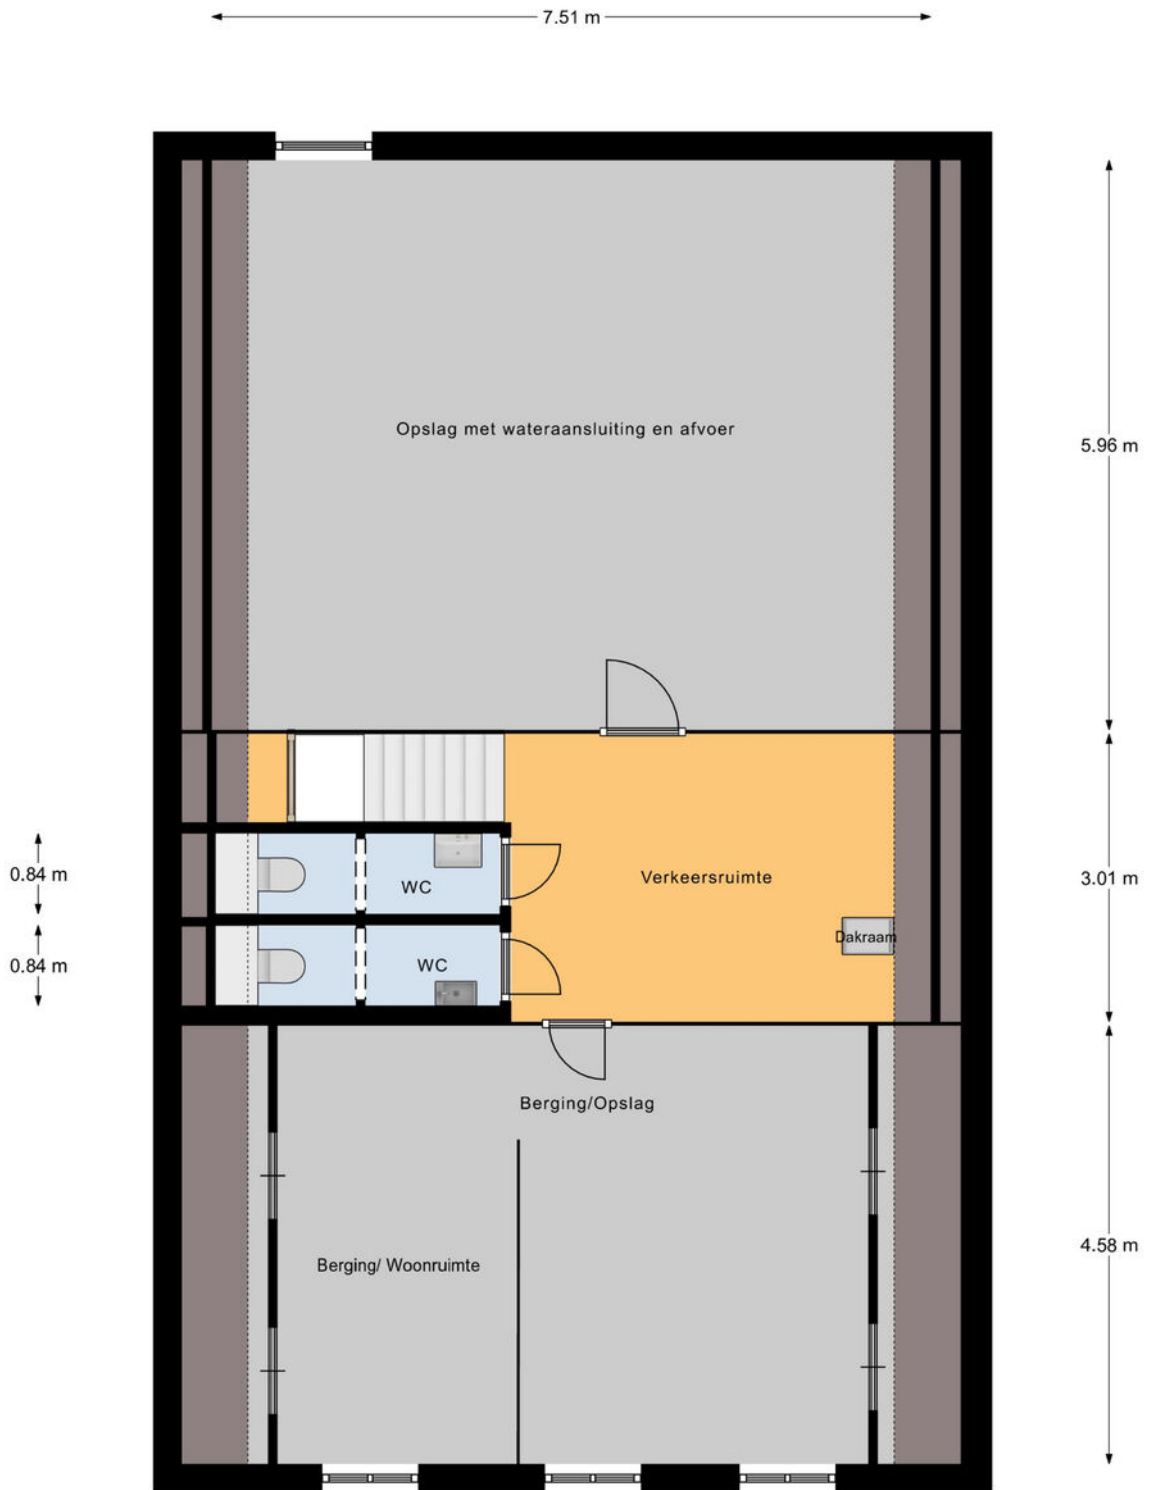 7.51 m
Opslag met wateraansluiting en afvoer
5.96 m
0.84 m
WC
Verkeersruimte
3.01 m
Dakraam
0.84 m
WC
Berging/Opslag
Berging/ Woonruimte
4.58 m